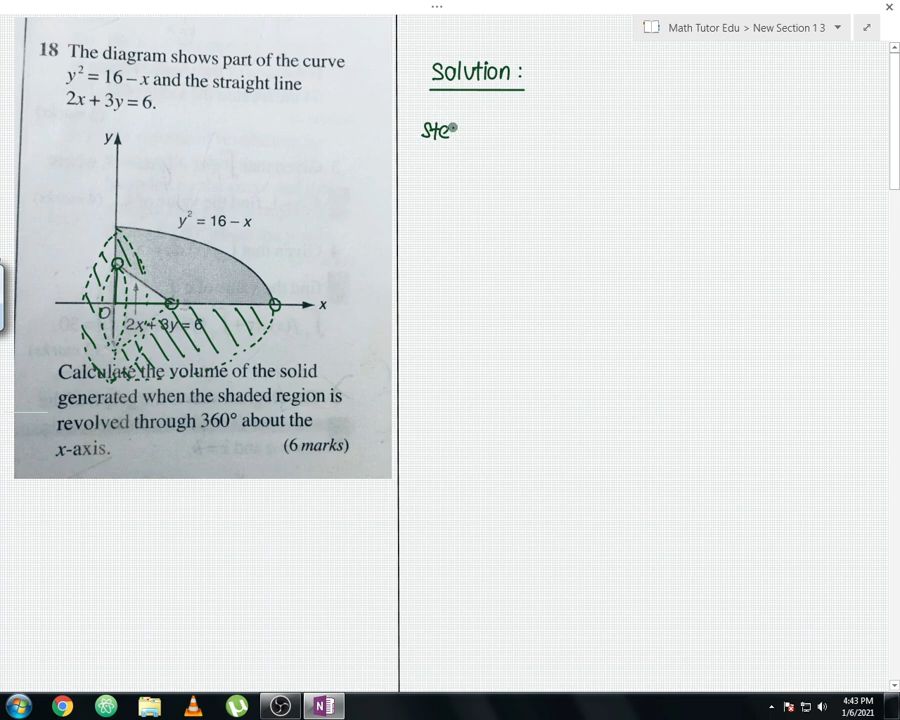 Math Tutor Edu > New Section 1 3
18 The diagram shows part of the curve
y² = 16 – x and the straight line
2x + 3y = 6.
y
y² = 16 – x
O
x
2x + 3y = 6
Calculate the volume of the solid
generated when the shaded region is
revolved through 360° about the
x-axis. (6 marks)
Solution :
Ste
4:43 PM
1/6/2021